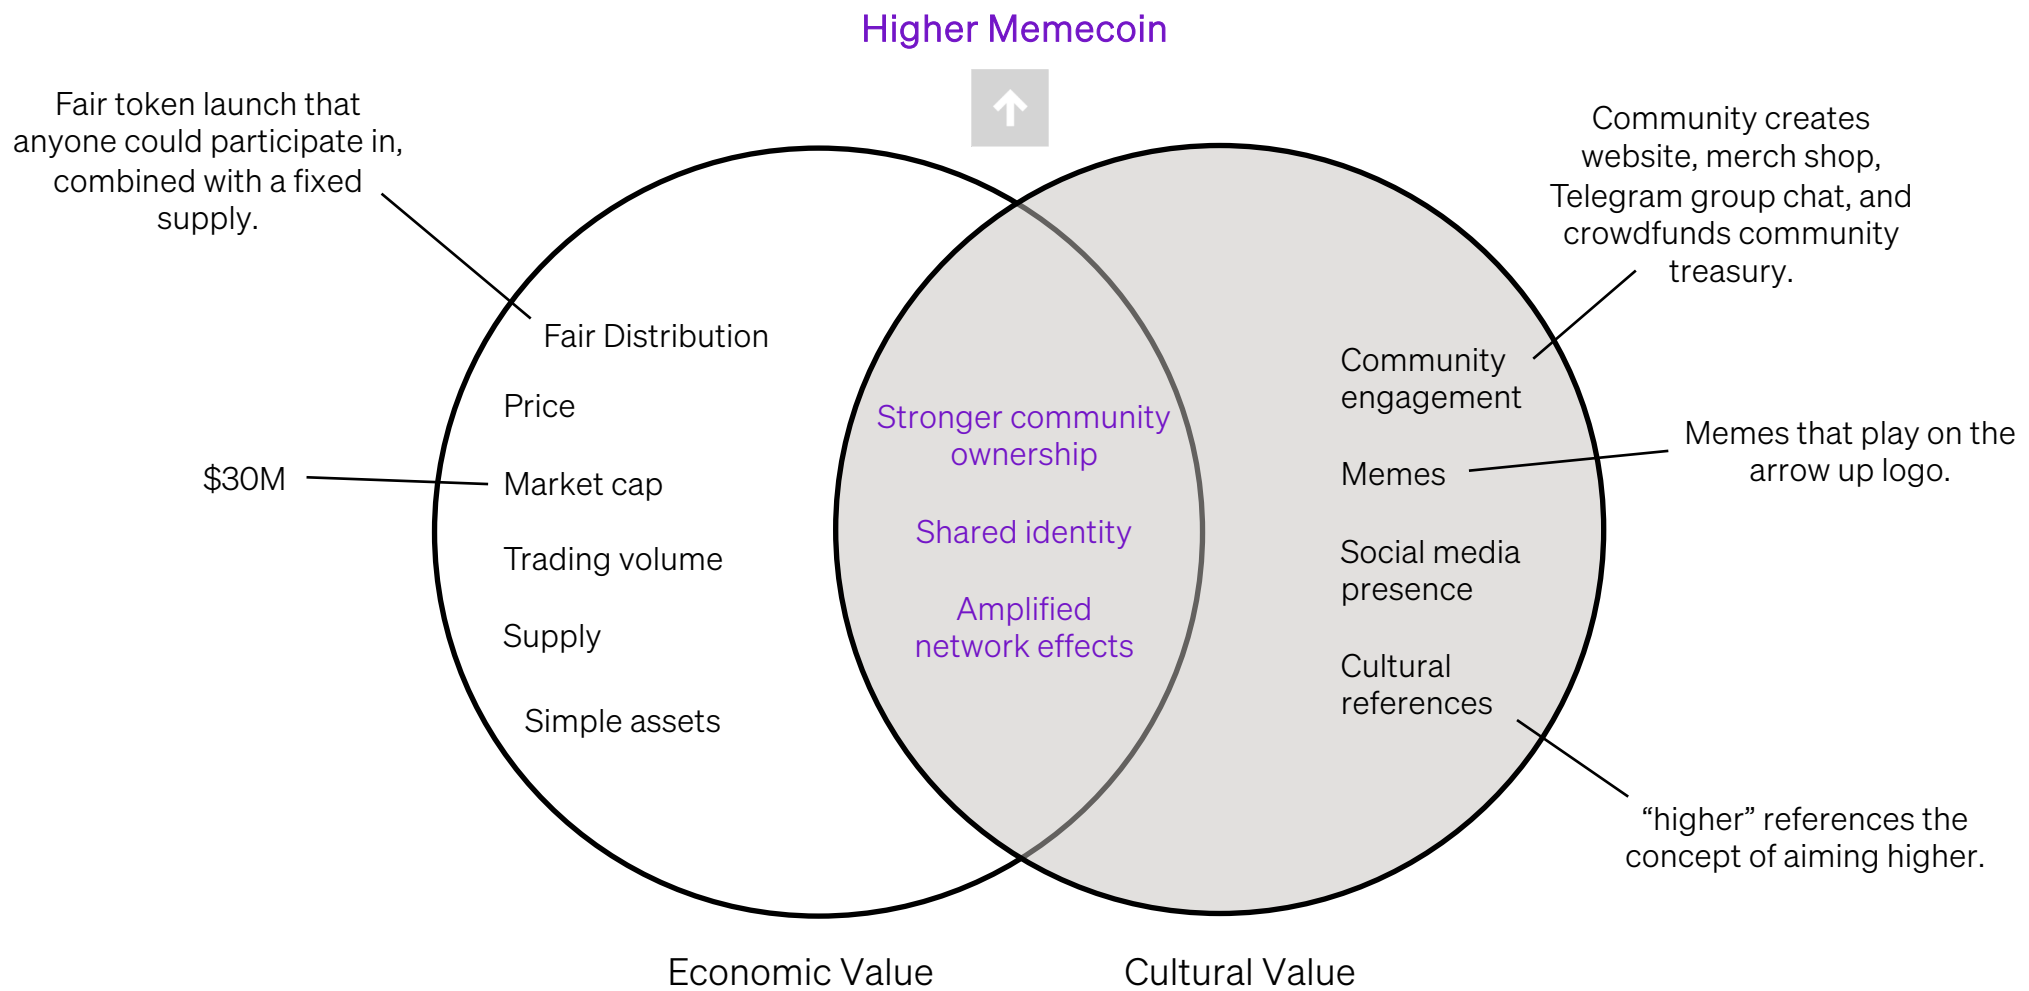 Higher Memecoin
Fair token launch that
anyone could participate in,
combined with a fixed
supply.
Community creates
website, merch shop,
Telegram group chat, and
crowdfunds community
treasury.
Fair Distribution
Price
$30M
Market cap
Trading volume
Supply
Simple assets
Stronger community
ownership
Shared identity
Amplified
network effects
Community
engagement
Memes
Memes that play on the
arrow up logo.
Social media
presence
Cultural
references
“higher” references the
concept of aiming higher.
Economic Value
Cultural Value